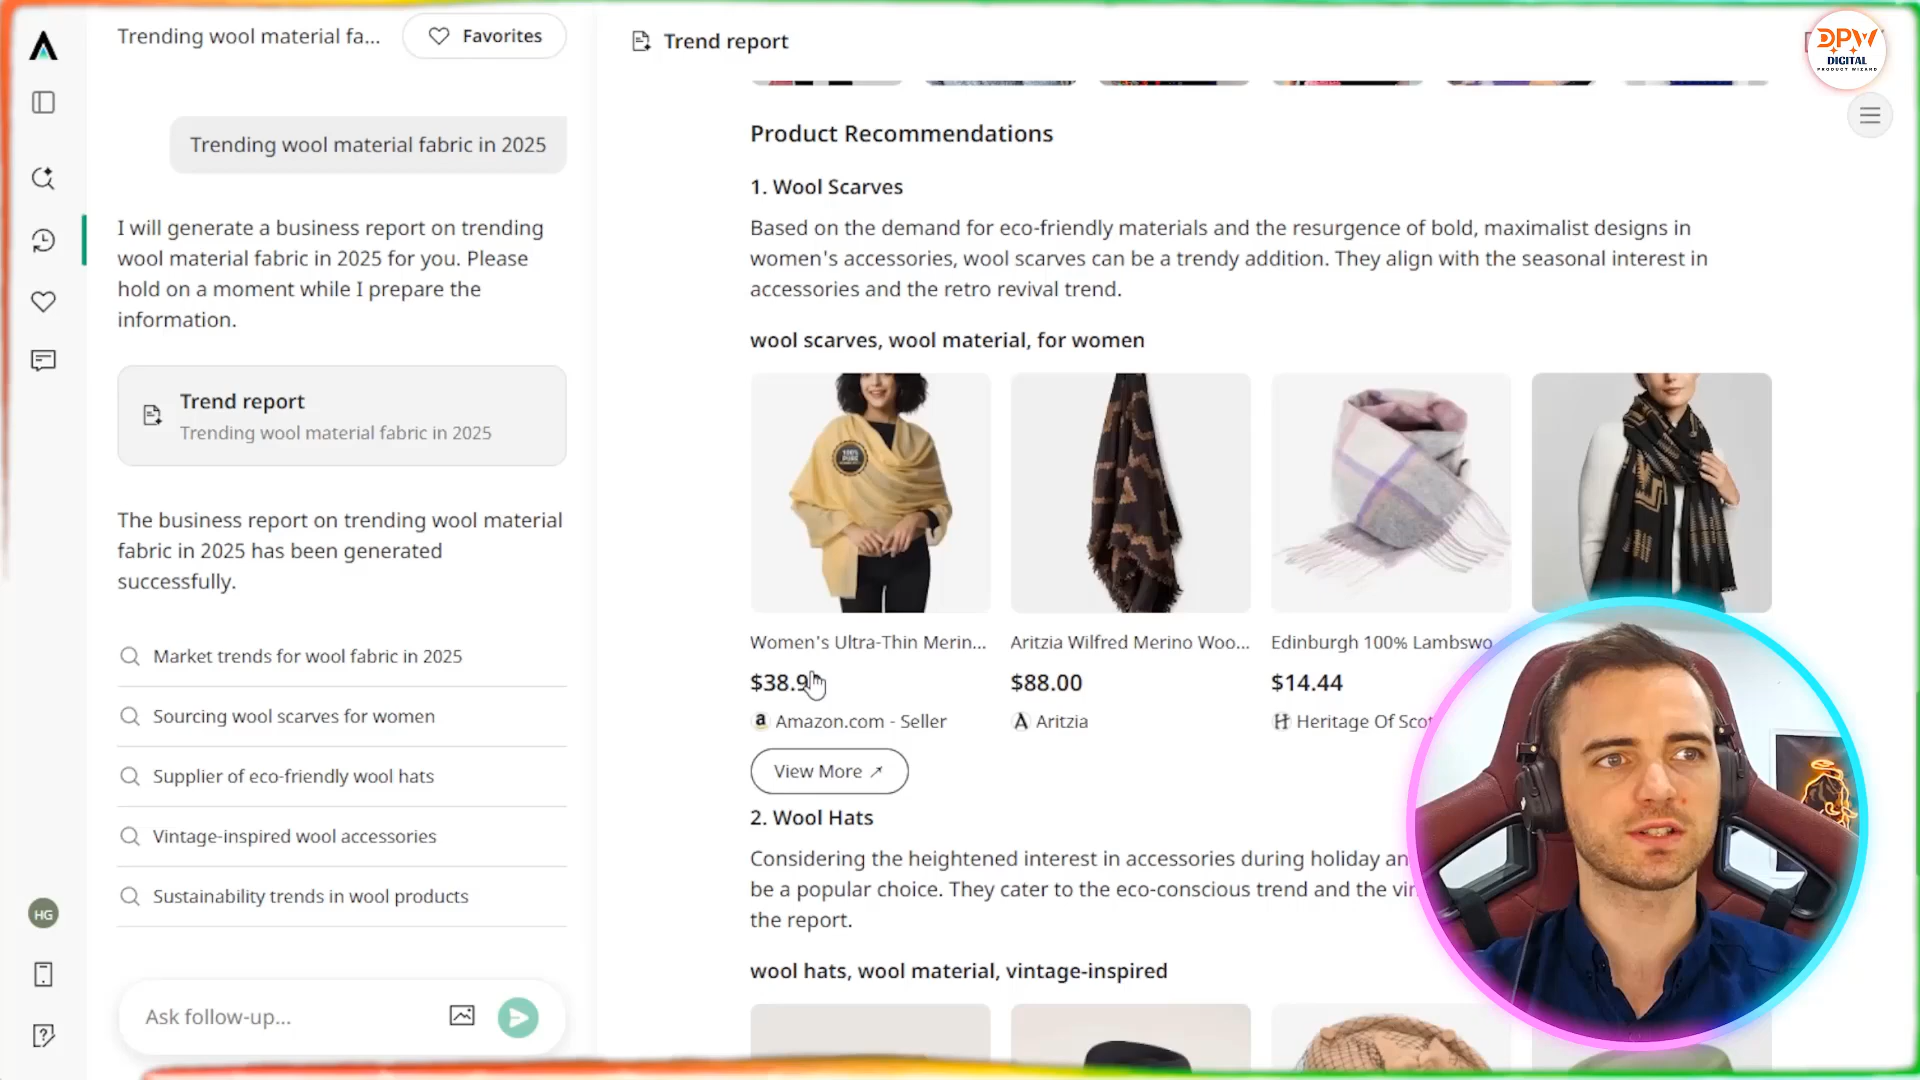 Trending wool material fa...
Favorites
Trending wool material fabric in 2025
I will generate a business report on trending
wool material fabric in 2025 for you. Please
hold on a moment while I prepare the
information.
Trend report
Trending wool material fabric in 2025
The business report on trending wool material
fabric in 2025 has been generated
successfully.
Market trends for wool fabric in 2025
Sourcing wool scarves for women
Supplier of eco-friendly wool hats
Vintage-inspired wool accessories
Sustainability trends in wool products
HG
Ask follow-up...
Trend report
DPW
DIGITAL
PRODUCT WIZARD
Product Recommendations
1. Wool Scarves
Based on the demand for eco-friendly materials and the resurgence of bold, maximalist designs in
women's accessories, wool scarves can be a trendy addition. They align with the seasonal interest in
accessories and the retro revival trend.
wool scarves, wool material, for women
100%
PURE
Women's Ultra-Thin Merin...
$38.9
Amazon.com - Seller
Aritzia Wilfred Merino Woo...
$88.00
Aritzia
Edinburgh 100% Lambswo
$14.44
Heritage Of Scot
View More
2. Wool Hats
Considering the heightened interest in accessories during holiday an
be a popular choice. They cater to the eco-conscious trend and the vin
the report.
wool hats, wool material, vintage-inspired